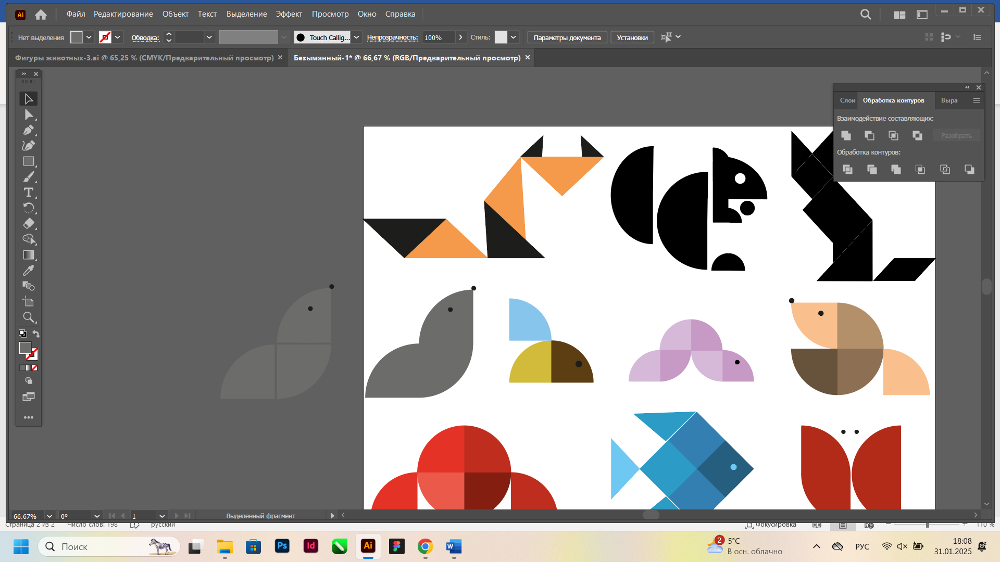 Ai Файл Редактирование Объект Текст Выделение Эффект Просмотр Окно Справка
Нет выделения Обводка: Touch Callig... Непрозрачность: 100% Стиль: Параметры документа Установки
Фигуры животных-3.ai @ 65,25 % (CMYK/Предварительный просмотр) Безымянный-1* @ 66,67 % (RGB/Предварительный просмотр)
Слои Обработка контуров Выра
Взаимодействие составляющих:
Разобрать
Обработка контуров:
66,67% 0° 1 Выделенный фрагмент
Страница 2 из 2 Число слов: 198 русский Фокусировка 110 %
Поиск Ps Id Ai W 2 5°C В осн. облачно РУС 18:08
31.01.2025